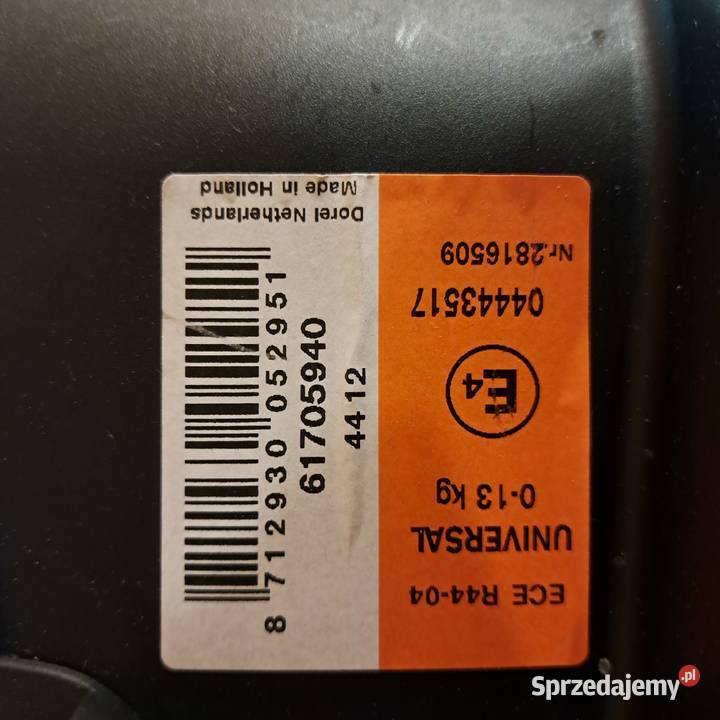 ECE R44-04
UNIVERSAL
0-13 kg
E4
04443517
Nr.2816509
Dorel Netherlands
Made in Holland
8 712930 052951
61705940
4412
Sprzedajemy.pl